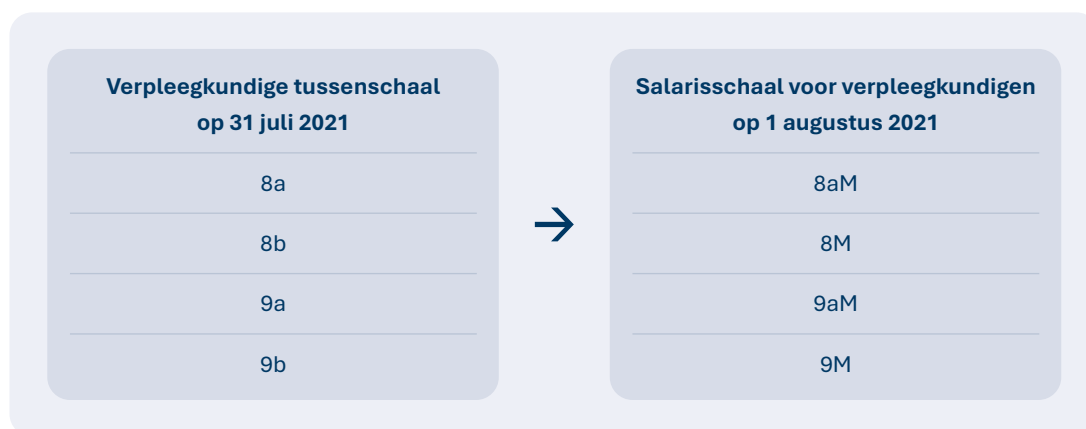 Verpleegkundige tussenschaal
op 31 juli 2021
8a
8b
9a
9b
Salarisschaal voor verpleegkundigen
op 1 augustus 2021
8aM
8M
9aM
9M